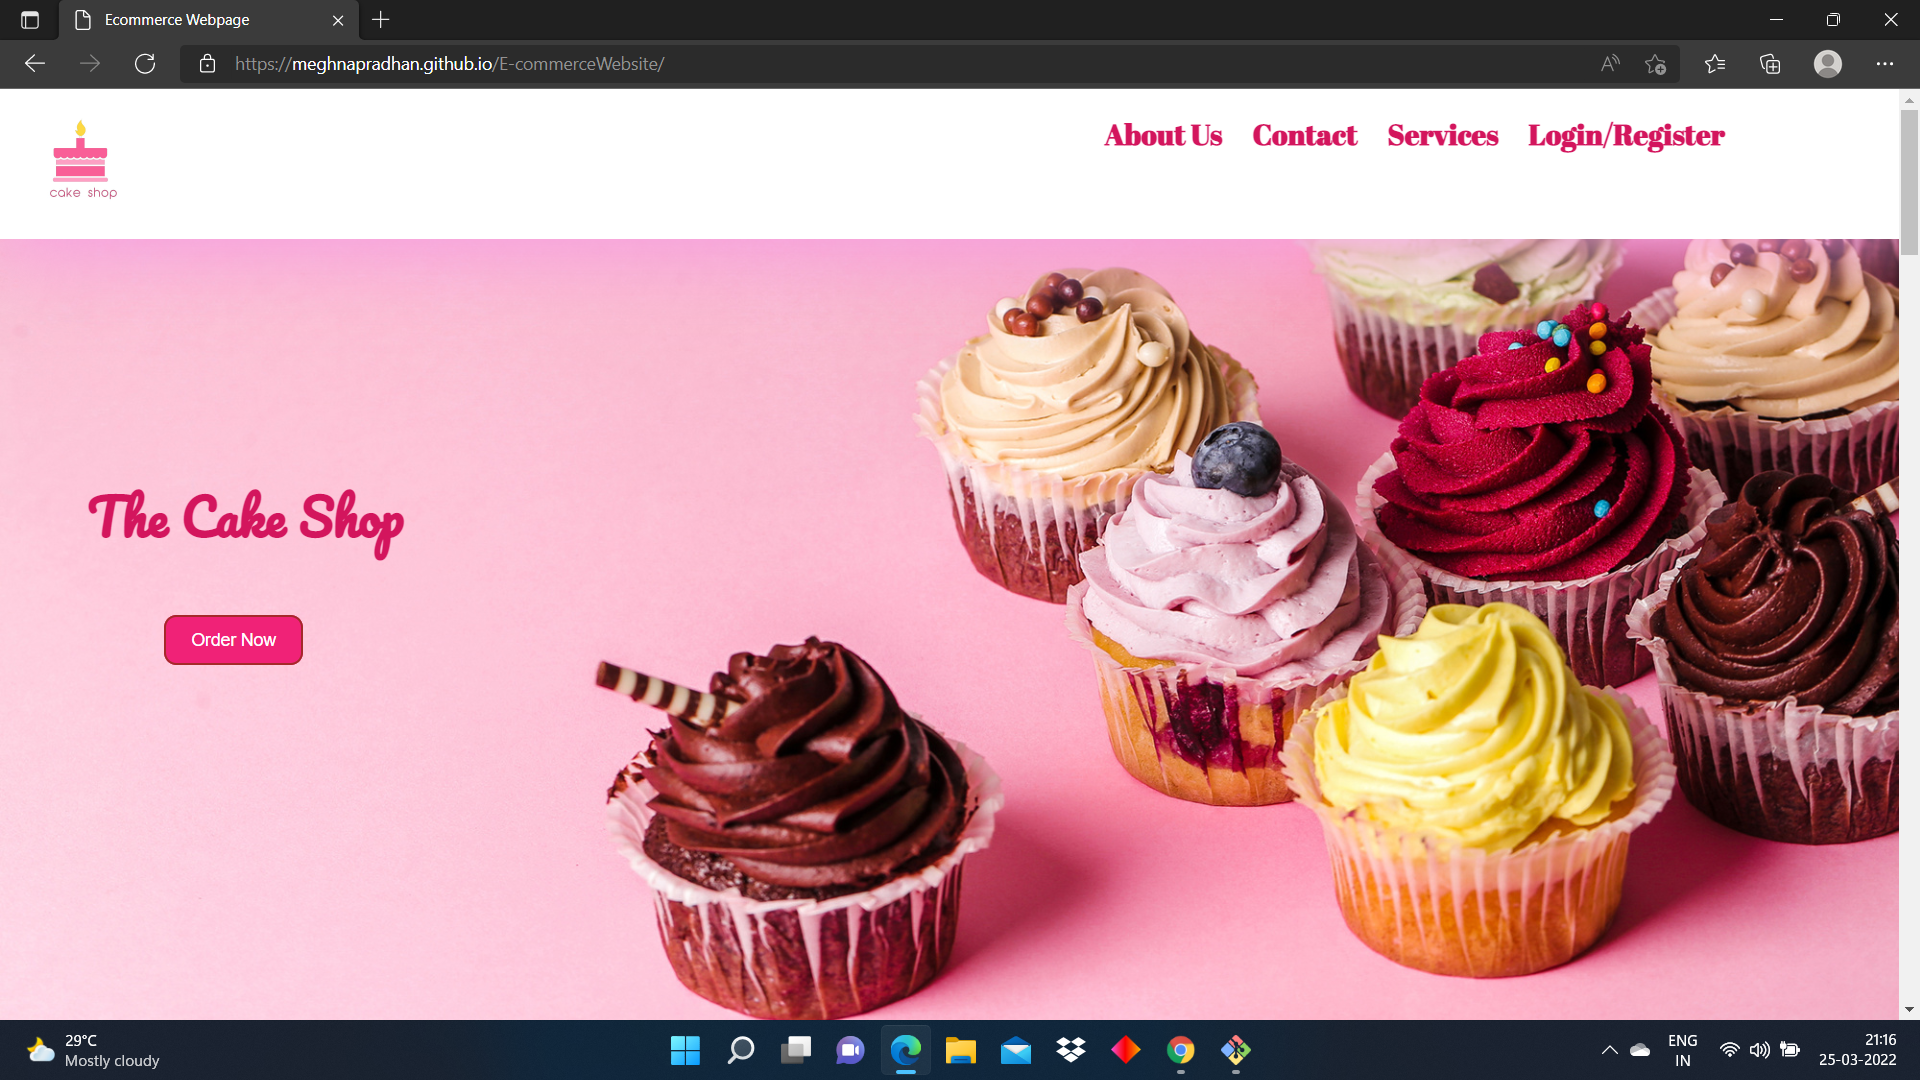 Ecommerce Webpage
https://meghnapradhan.github.io/E-commerceWebsite/
cake shop
About Us Contact Services Login/Register
The Cake Shop
Order Now
29°C
Mostly cloudy
ENG
IN
21:16
25-03-2022